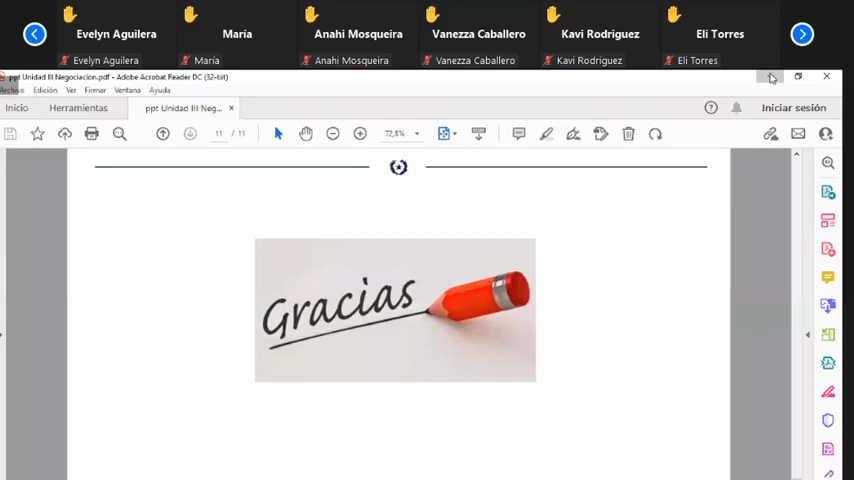 Evelyn Aguilera
María
Anahi Mosqueira
Vanezza Caballero
Kavi Rodriguez
Eli Torres
Evelyn Aguilera
María
Anahi Mosqueira
Vanezza Caballero
Kavi Rodriguez
Eli Torres
ppt Unidad III Negociacion.pdf - Adobe Acrobat Reader DC (32-bit)
Archivo Edición Ver Firmar Ventana Ayuda
Inicio Herramientas ppt Unidad III Neg... × Iniciar sesión
11 / 11 72,8%
Gracias